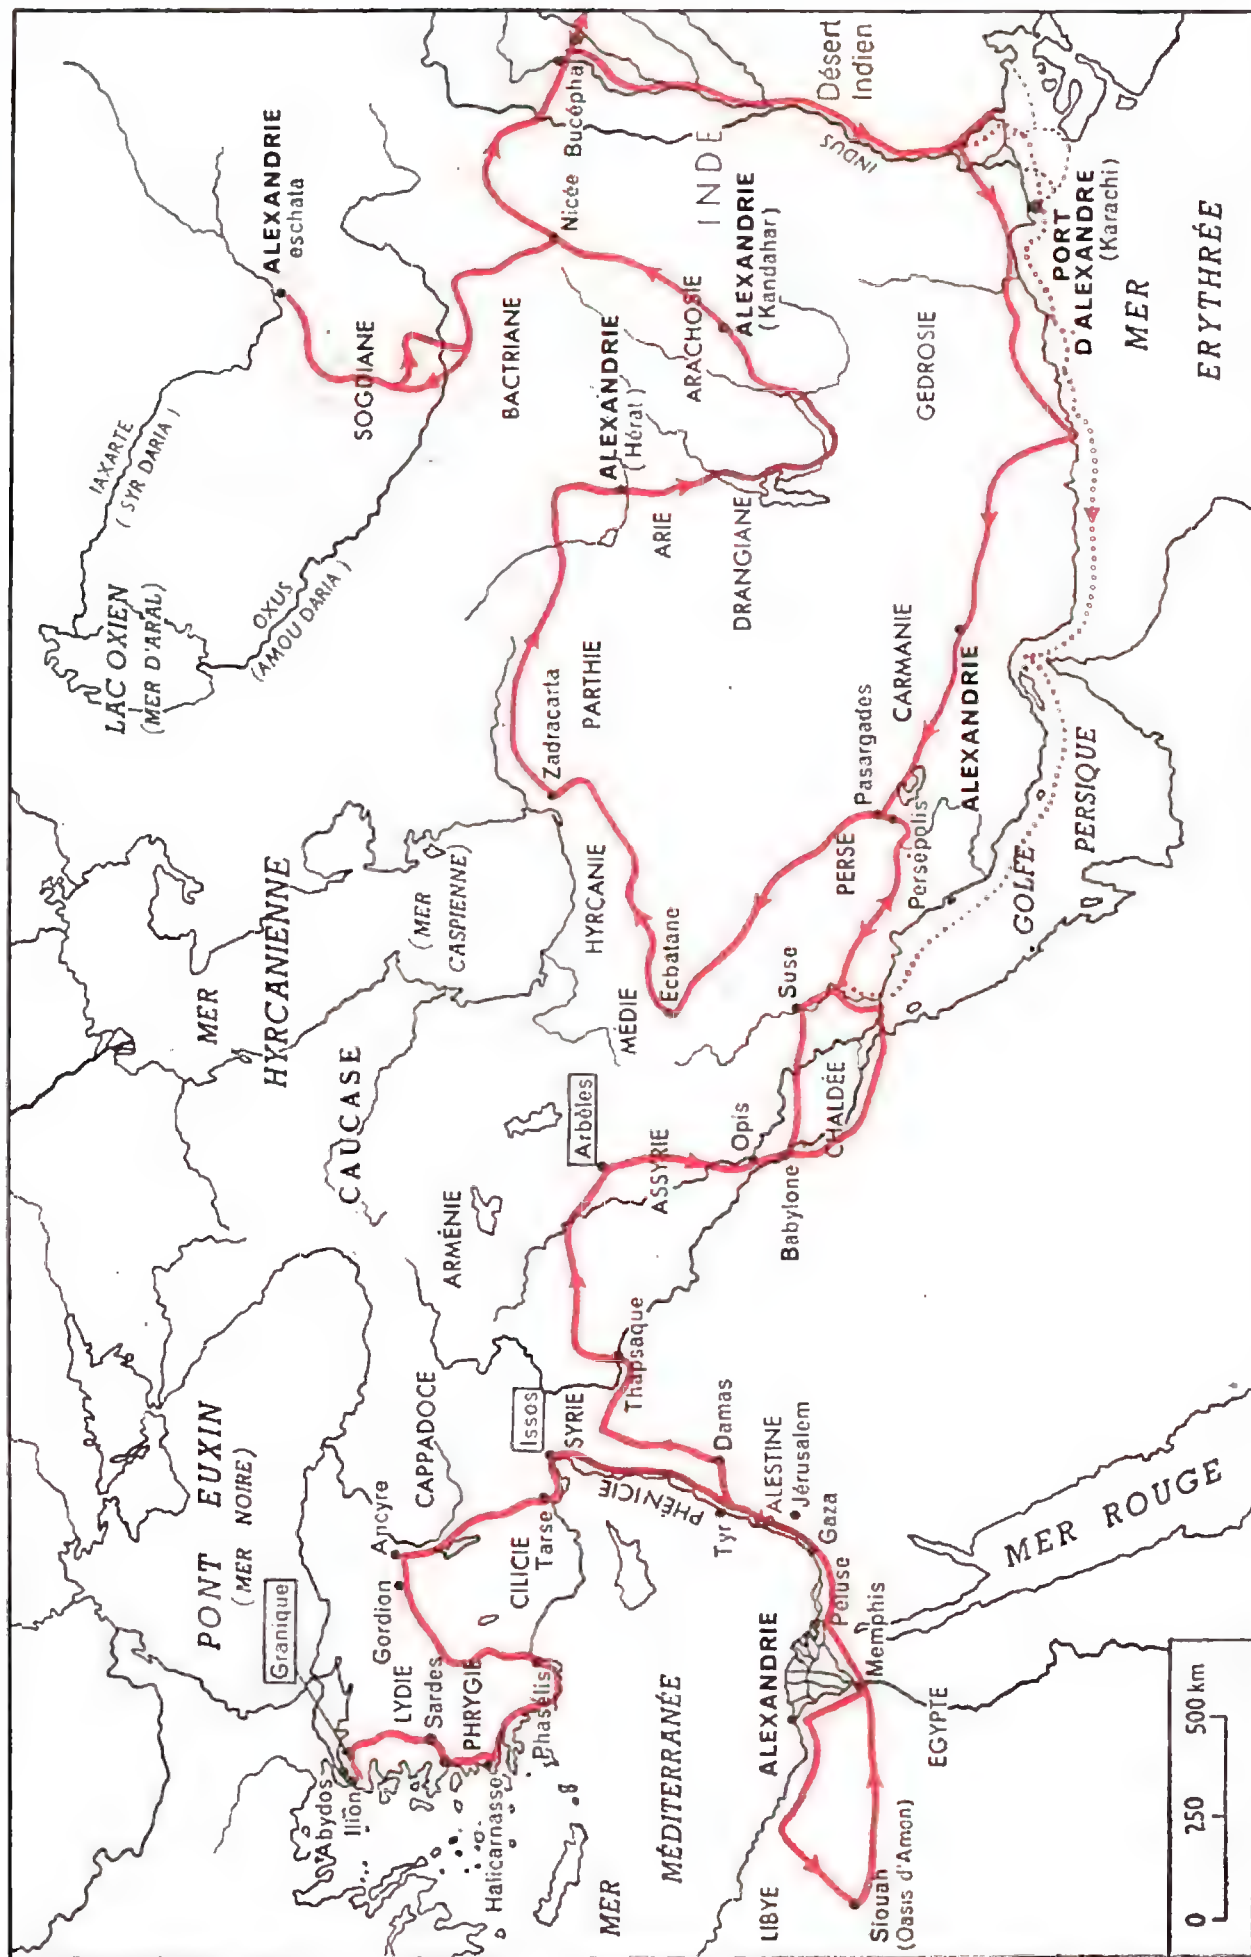 PONT EUXIN
(MER NOIRE)
Granique
Abydos
Ilion
LYDIE
Sardes
PHRYGIE
Halicarnasse
Phasélis
Gordion
Ancyre
CAPPADOCE
CILICIE
Tarse
Issos
SYRIE
PHÉNICIE
Tyr
Damas
Jérusalem
Gaza
Péluse
Memphis
ALEXANDRIE
EGYPTE
LIBYE
Siouah
(Oasis d'Amon)
MER
MÉDITERRANÉE
MER ROUGE
0 250 500 km
ARMÉNIE
CAUCASE
MER
HYRCANIENNE
(MER
CASPIENNE)
Thapsaque
Arbèles
ASSYRIE
Opis
Babylone
CHALDÉE
Suse
MÉDIE
Ecbatane
HYRCANIE
Zadracarta
PARTHIE
PERSE
Persépolis
Pasargades
CARMANIE
ALEXANDRIE
GOLFE
PERSIQUE
LAC OXIEN
(MER D'ARAL)
OXUS
(AMOU DARIA)
IAXARTE
(SYR DARIA)
SOGDIANE
ALEXANDRIE
eschata
BACTRIANE
ALEXANDRIE
(Hérat)
ARIE
DRANGIANE
ARACHOSIE
ALEXANDRIE
(Kandahar)
GEDROSIE
Nicée
INDE
INDUS
Désert
Indien
PORT
D'ALEXANDRE
(Karachi)
MER
ERYTHRÉE